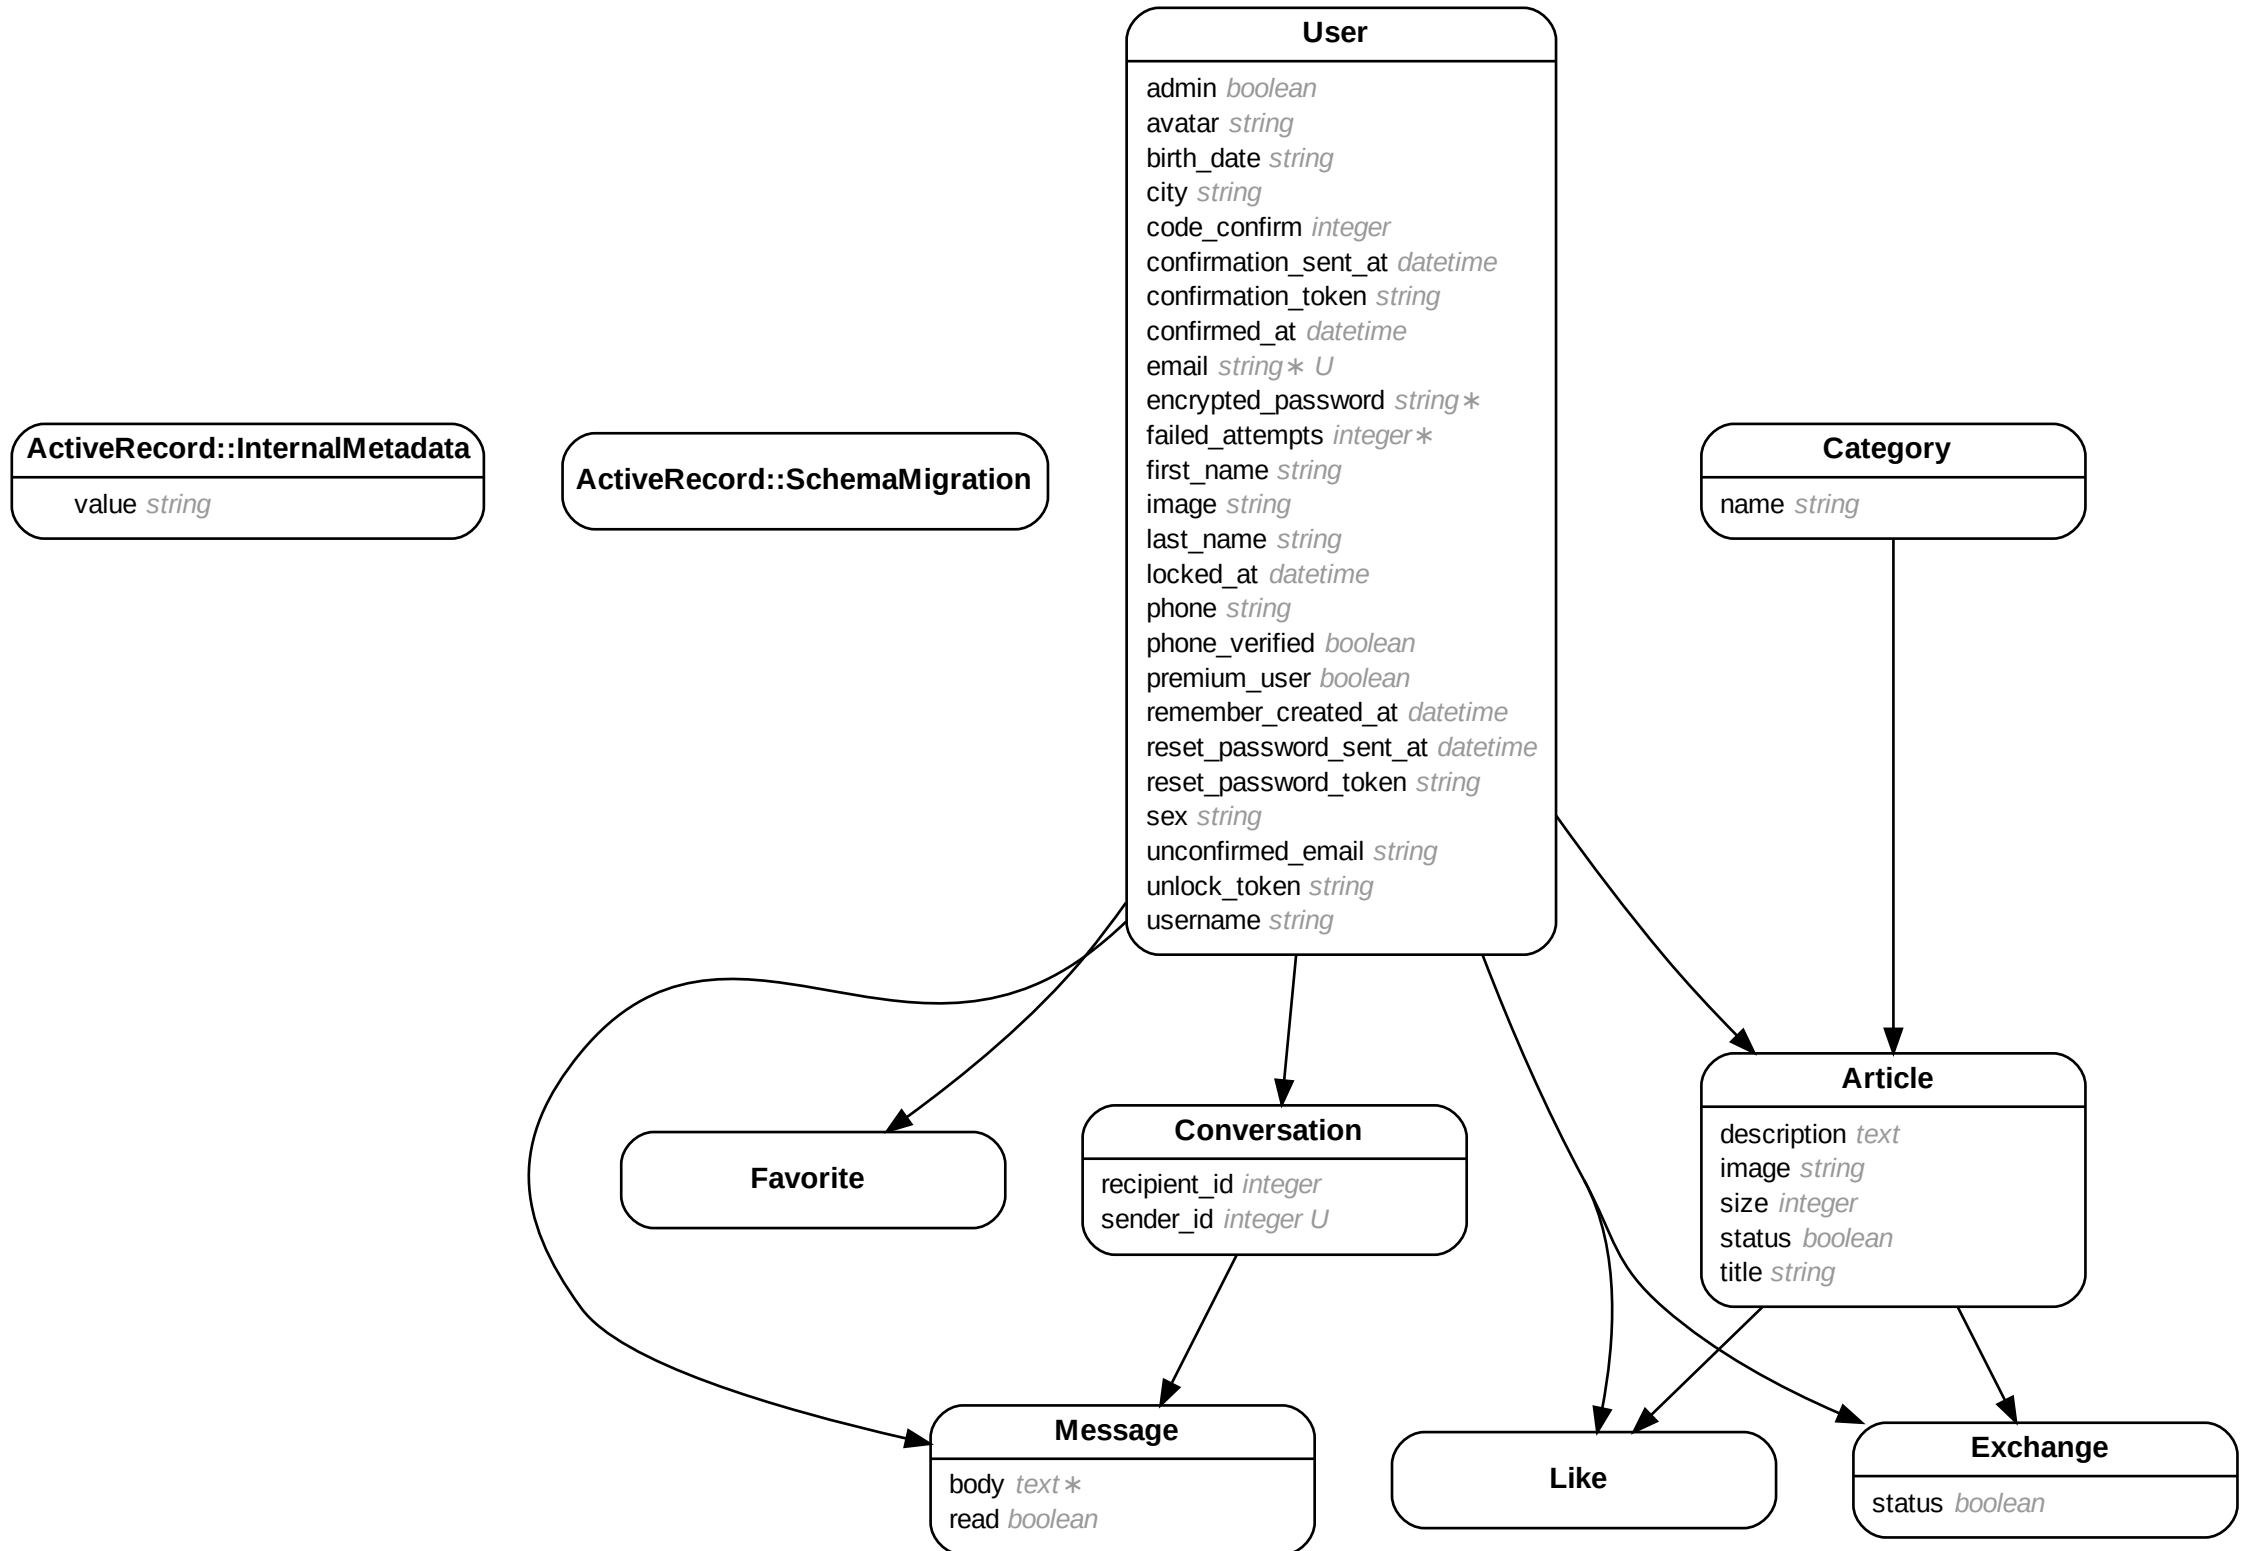 User
admin boolean
avatar string
birth_date string
city string
code_confirm integer
confirmation_sent_at datetime
confirmation_token string
confirmed_at datetime
email string∗ U
encrypted_password string∗
failed_attempts integer∗
first_name string
image string
last_name string
locked_at datetime
phone string
phone_verified boolean
premium_user boolean
remember_created_at datetime
reset_password_sent_at datetime
reset_password_token string
sex string
unconfirmed_email string
unlock_token string
username string
ActiveRecord::InternalMetadata
value string
ActiveRecord::SchemaMigration
Category
name string
Favorite
Conversation
recipient_id integer
sender_id integer U
Article
description text
image string
size integer
status boolean
title string
Message
body text∗
read boolean
Like
Exchange
status boolean